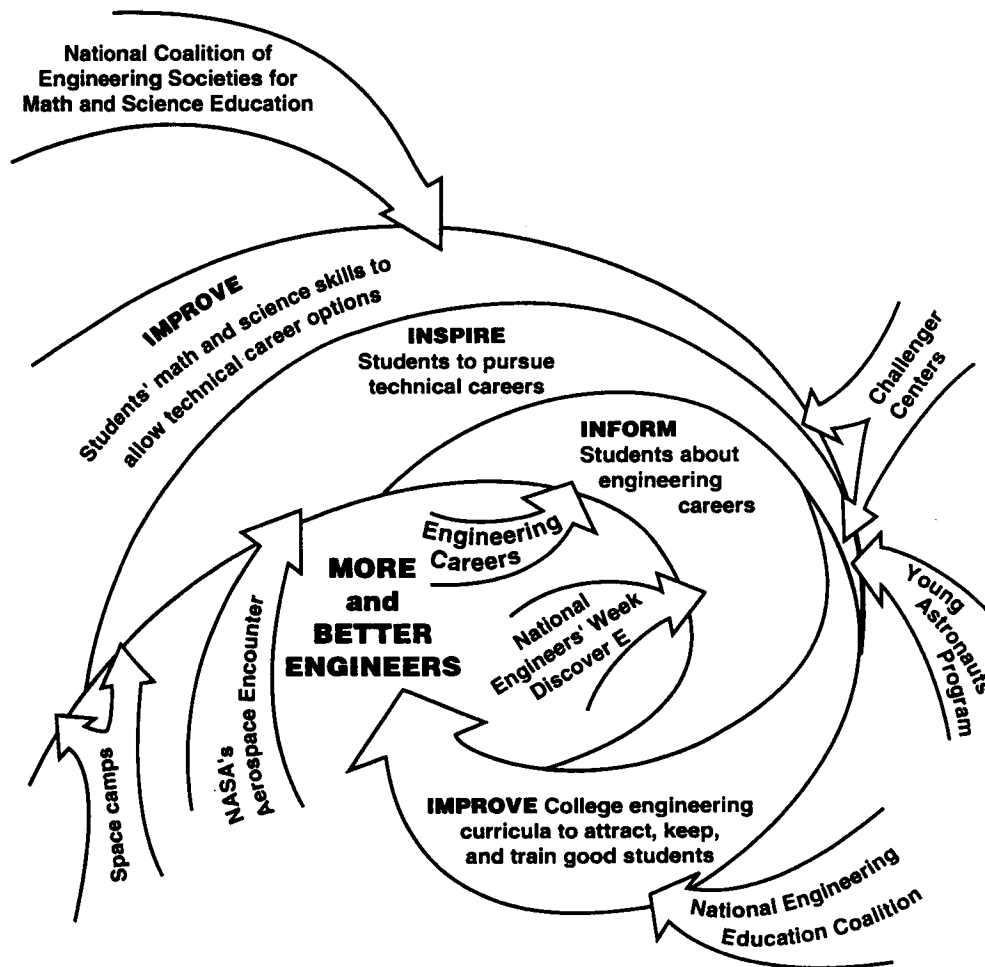 National Coalition of
Engineering Societies for
Math and Science Education
IMPROVE
Students' math and science skills to
allow technical career options
INSPIRE
Students to pursue
technical careers
INFORM
Students about
engineering
careers
Challenger
Centers
Engineering
Careers
MORE
and
BETTER
ENGINEERS
National
Engineers' Week
Discover E
Young
Astronauts
Program
Space camps
NASA's
Aerospace Encounter
IMPROVE College engineering
curricula to attract, keep,
and train good students
National Engineering
Education Coalition